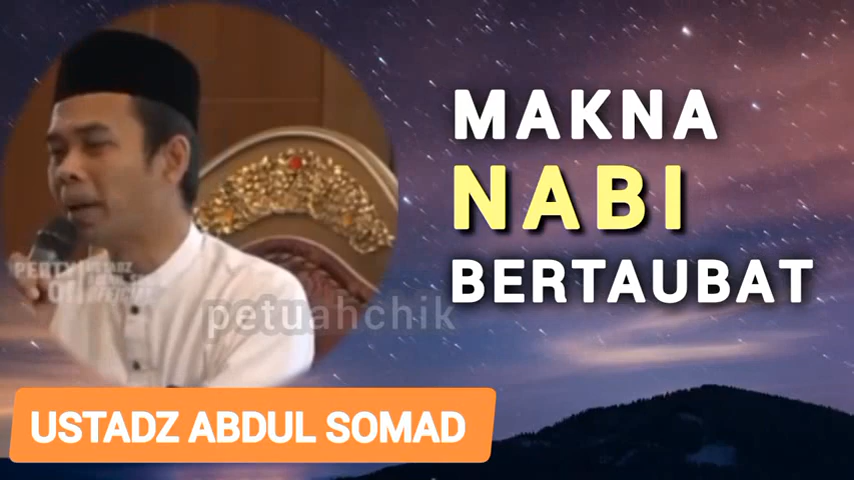 MAKNA
NABI
BERTAUBAT
petuahchik
USTADZ ABDUL SOMAD